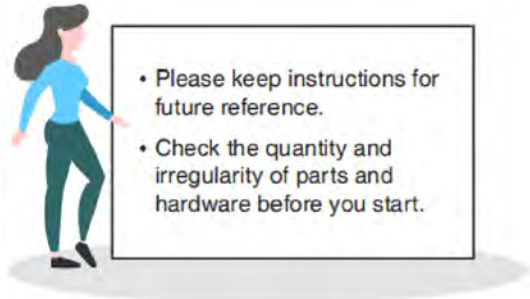 • Please keep instructions for
future reference.
• Check the quantity and
irregularity of parts and
hardware before you start.